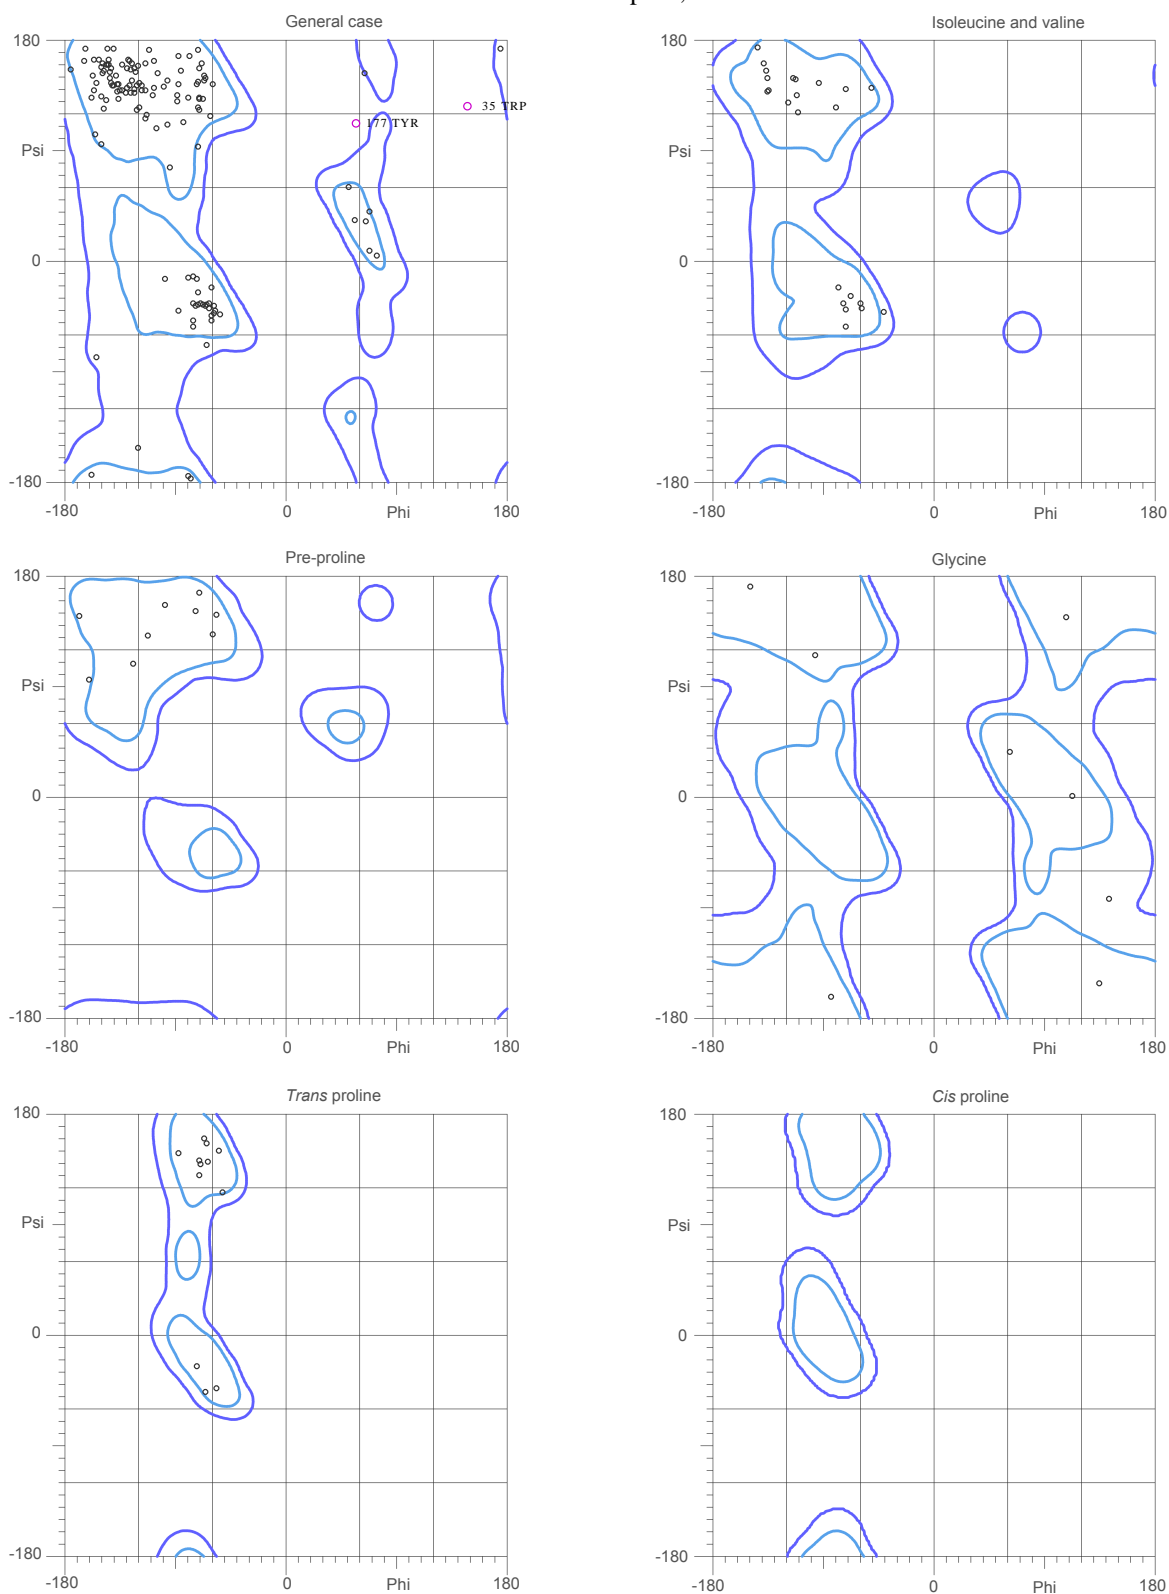 General case
Isoleucine and valine
180
180
35 TRP
177 TYR
Psi
Psi
0
0
-180
-180
-180
0
Phi
180
-180
0
Phi
180
Pre-proline
Glycine
180
180
Psi
Psi
0
0
-180
-180
-180
0
Phi
180
-180
0
Phi
180
Trans proline
Cis proline
180
180
Psi
Psi
0
0
-180
-180
-180
0
Phi
180
-180
0
Phi
180